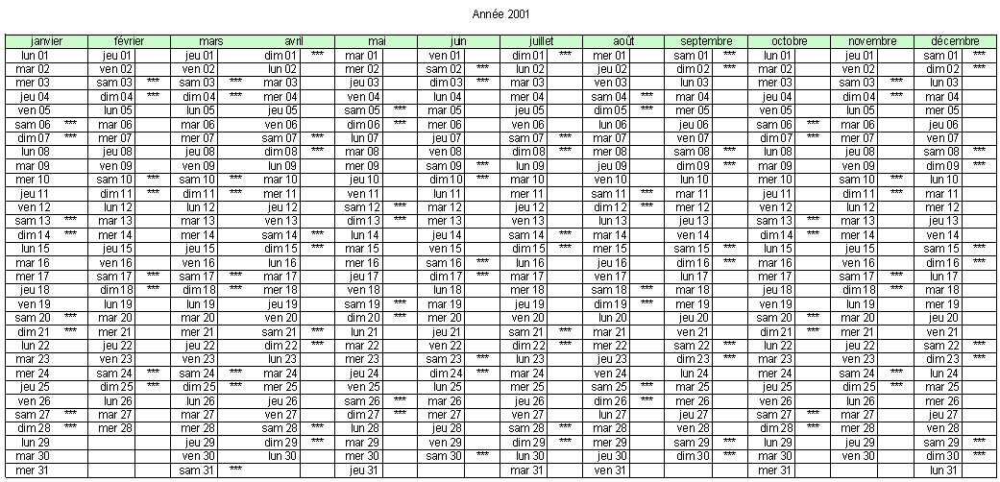 Année 2001
janvier février mars avril mai juin juillet août septembre octobre novembre décembre
lun 01 jeu 01 jeu 01 dim 01 *** mar 01 ven 01 dim 01 *** mer 01 sam 01 *** lun 01 jeu 01 sam 01 ***
mar 02 ven 02 ven 02 lun 02 mer 02 sam 02 *** lun 02 jeu 02 dim 02 *** mar 02 ven 02 dim 02 ***
mer 03 sam 03 *** sam 03 *** mar 03 jeu 03 dim 03 *** mar 03 ven 03 lun 03 mer 03 sam 03 *** lun 03
jeu 04 dim 04 *** dim 04 *** mer 04 ven 04 lun 04 mer 04 sam 04 *** mar 04 jeu 04 dim 04 *** mar 04
ven 05 lun 05 lun 05 jeu 05 sam 05 *** mar 05 jeu 05 dim 05 *** mer 05 ven 05 lun 05 mer 05
sam 06 *** mar 06 mar 06 ven 06 dim 06 *** mer 06 ven 06 lun 06 jeu 06 sam 06 *** mar 06 jeu 06
dim 07 *** mer 07 mer 07 sam 07 *** lun 07 jeu 07 sam 07 *** mar 07 ven 07 dim 07 *** mer 07 ven 07
lun 08 jeu 08 jeu 08 dim 08 *** mar 08 ven 08 dim 08 *** mer 08 sam 08 *** lun 08 jeu 08 sam 08 ***
mar 09 ven 09 ven 09 lun 09 mer 09 sam 09 *** lun 09 jeu 09 dim 09 *** mar 09 ven 09 dim 09 ***
mer 10 sam 10 *** sam 10 *** mar 10 jeu 10 dim 10 *** mar 10 ven 10 lun 10 mer 10 sam 10 *** lun 10
jeu 11 dim 11 *** dim 11 *** mer 11 ven 11 lun 11 mer 11 sam 11 *** mar 11 jeu 11 dim 11 *** mar 11
ven 12 lun 12 lun 12 jeu 12 sam 12 *** mar 12 jeu 12 dim 12 *** mer 12 ven 12 lun 12 mer 12
sam 13 *** mar 13 mar 13 ven 13 dim 13 *** mer 13 ven 13 lun 13 jeu 13 sam 13 *** mar 13 jeu 13
dim 14 *** mer 14 mer 14 sam 14 *** lun 14 jeu 14 sam 14 *** mar 14 ven 14 dim 14 *** mer 14 ven 14
lun 15 jeu 15 jeu 15 dim 15 *** mar 15 ven 15 dim 15 *** mer 15 sam 15 *** lun 15 jeu 15 sam 15 ***
mar 16 ven 16 ven 16 lun 16 mer 16 sam 16 *** lun 16 jeu 16 dim 16 *** mar 16 ven 16 dim 16 ***
mer 17 sam 17 *** sam 17 *** mar 17 jeu 17 dim 17 *** mar 17 ven 17 lun 17 mer 17 sam 17 *** lun 17
jeu 18 dim 18 *** dim 18 *** mer 18 ven 18 lun 18 mer 18 sam 18 *** mar 18 jeu 18 dim 18 *** mar 18
ven 19 lun 19 lun 19 jeu 19 sam 19 *** mar 19 jeu 19 dim 19 *** mer 19 ven 19 lun 19 mer 19
sam 20 *** mar 20 mar 20 ven 20 dim 20 *** mer 20 ven 20 lun 20 jeu 20 sam 20 *** mar 20 jeu 20
dim 21 *** mer 21 mer 21 sam 21 *** lun 21 jeu 21 sam 21 *** mar 21 ven 21 dim 21 *** mer 21 ven 21
lun 22 jeu 22 jeu 22 dim 22 *** mar 22 ven 22 dim 22 *** mer 22 sam 22 *** lun 22 jeu 22 sam 22 ***
mar 23 ven 23 ven 23 lun 23 mer 23 sam 23 *** lun 23 jeu 23 dim 23 *** mar 23 ven 23 dim 23 ***
mer 24 sam 24 *** sam 24 *** mar 24 jeu 24 dim 24 *** mar 24 ven 24 lun 24 mer 24 sam 24 *** lun 24
jeu 25 dim 25 *** dim 25 *** mer 25 ven 25 lun 25 mer 25 sam 25 *** mar 25 jeu 25 dim 25 *** mar 25
ven 26 lun 26 lun 26 jeu 26 sam 26 *** mar 26 jeu 26 dim 26 *** mer 26 ven 26 lun 26 mer 26
sam 27 *** mar 27 mar 27 ven 27 dim 27 *** mer 27 ven 27 lun 27 jeu 27 sam 27 *** mar 27 jeu 27
dim 28 *** mer 28 mer 28 sam 28 *** lun 28 jeu 28 sam 28 *** mar 28 ven 28 dim 28 *** mer 28 ven 28
lun 29 jeu 29 dim 29 *** mar 29 ven 29 dim 29 *** mer 29 sam 29 *** lun 29 jeu 29 sam 29 ***
mar 30 ven 30 lun 30 mer 30 sam 30 *** lun 30 jeu 30 dim 30 *** mar 30 ven 30 dim 30 ***
mer 31 sam 31 *** jeu 31 mar 31 ven 31 mer 31 lun 31